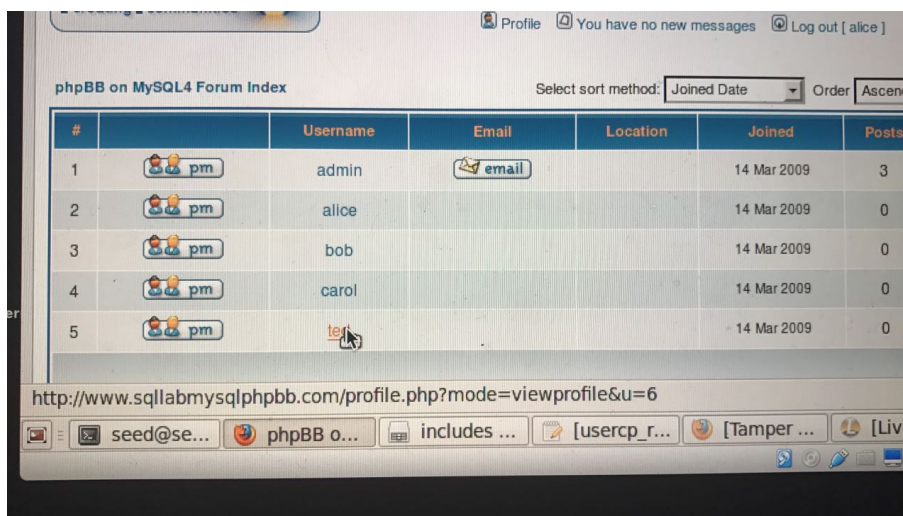 creating communities
Profile You have no new messages Log out [ alice ]
phpBB on MySQL4 Forum Index Select sort method: Joined Date Order Ascen
# Username Email Location Joined Posts
1 pm admin email 14 Mar 2009 3
2 pm alice 14 Mar 2009 0
3 pm bob 14 Mar 2009 0
4 pm carol 14 Mar 2009 0
5 pm 14 Mar 2009 0
http://www.sqllabmysqlphpbb.com/profile.php?mode=viewprofile&u=6
seed@se... phpBB o... includes ... [usercp_r... [Tamper ... [Liv